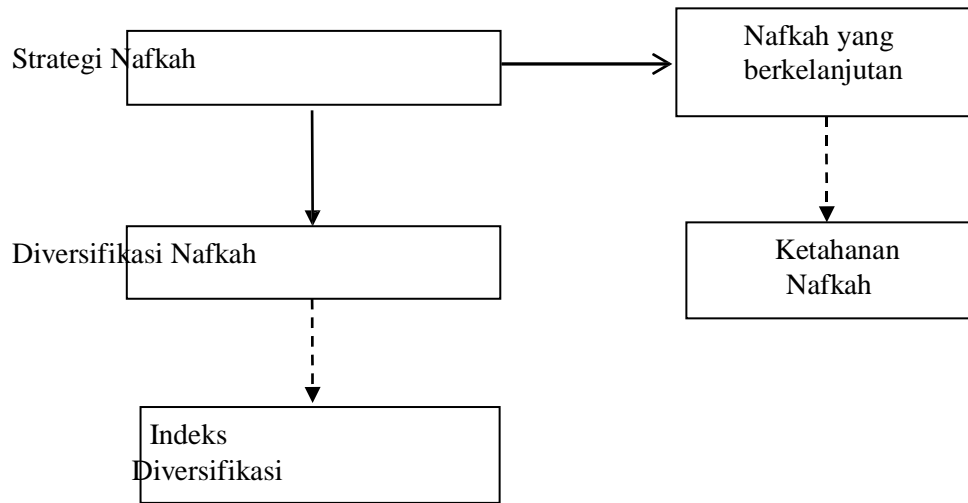 Strategi Nafkah
Nafkah yang
berkelanjutan
Diversifikasi Nafkah
Ketahanan
Nafkah
Indeks
Diversifikasi